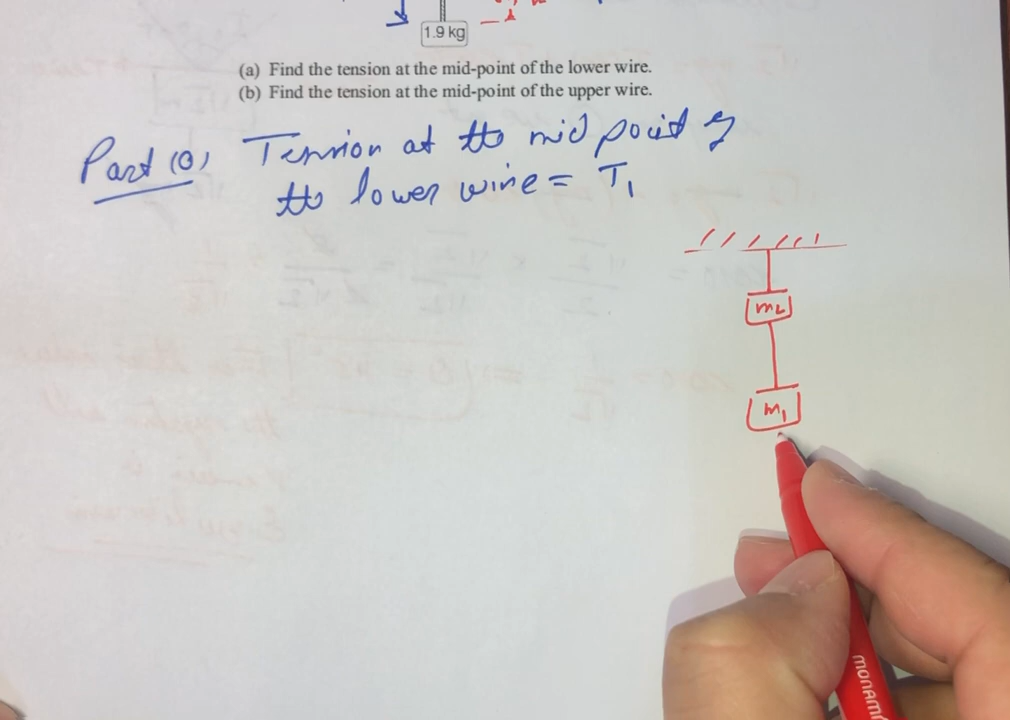 1.9 kg
(a) Find the tension at the mid-point of the lower wire.
(b) Find the tension at the mid-point of the upper wire.
Part (a) Tension at the mid point of
the lower wire = T1
m2
m1
monami